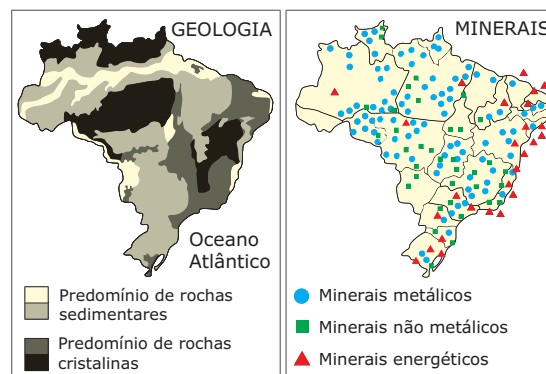 GEOLOGIA
Oceano
Atlântico
Predomínio de rochas
sedimentares
Predomínio de rochas
cristalinas
MINERAIS
Minerais metálicos
Minerais não metálicos
Minerais energéticos